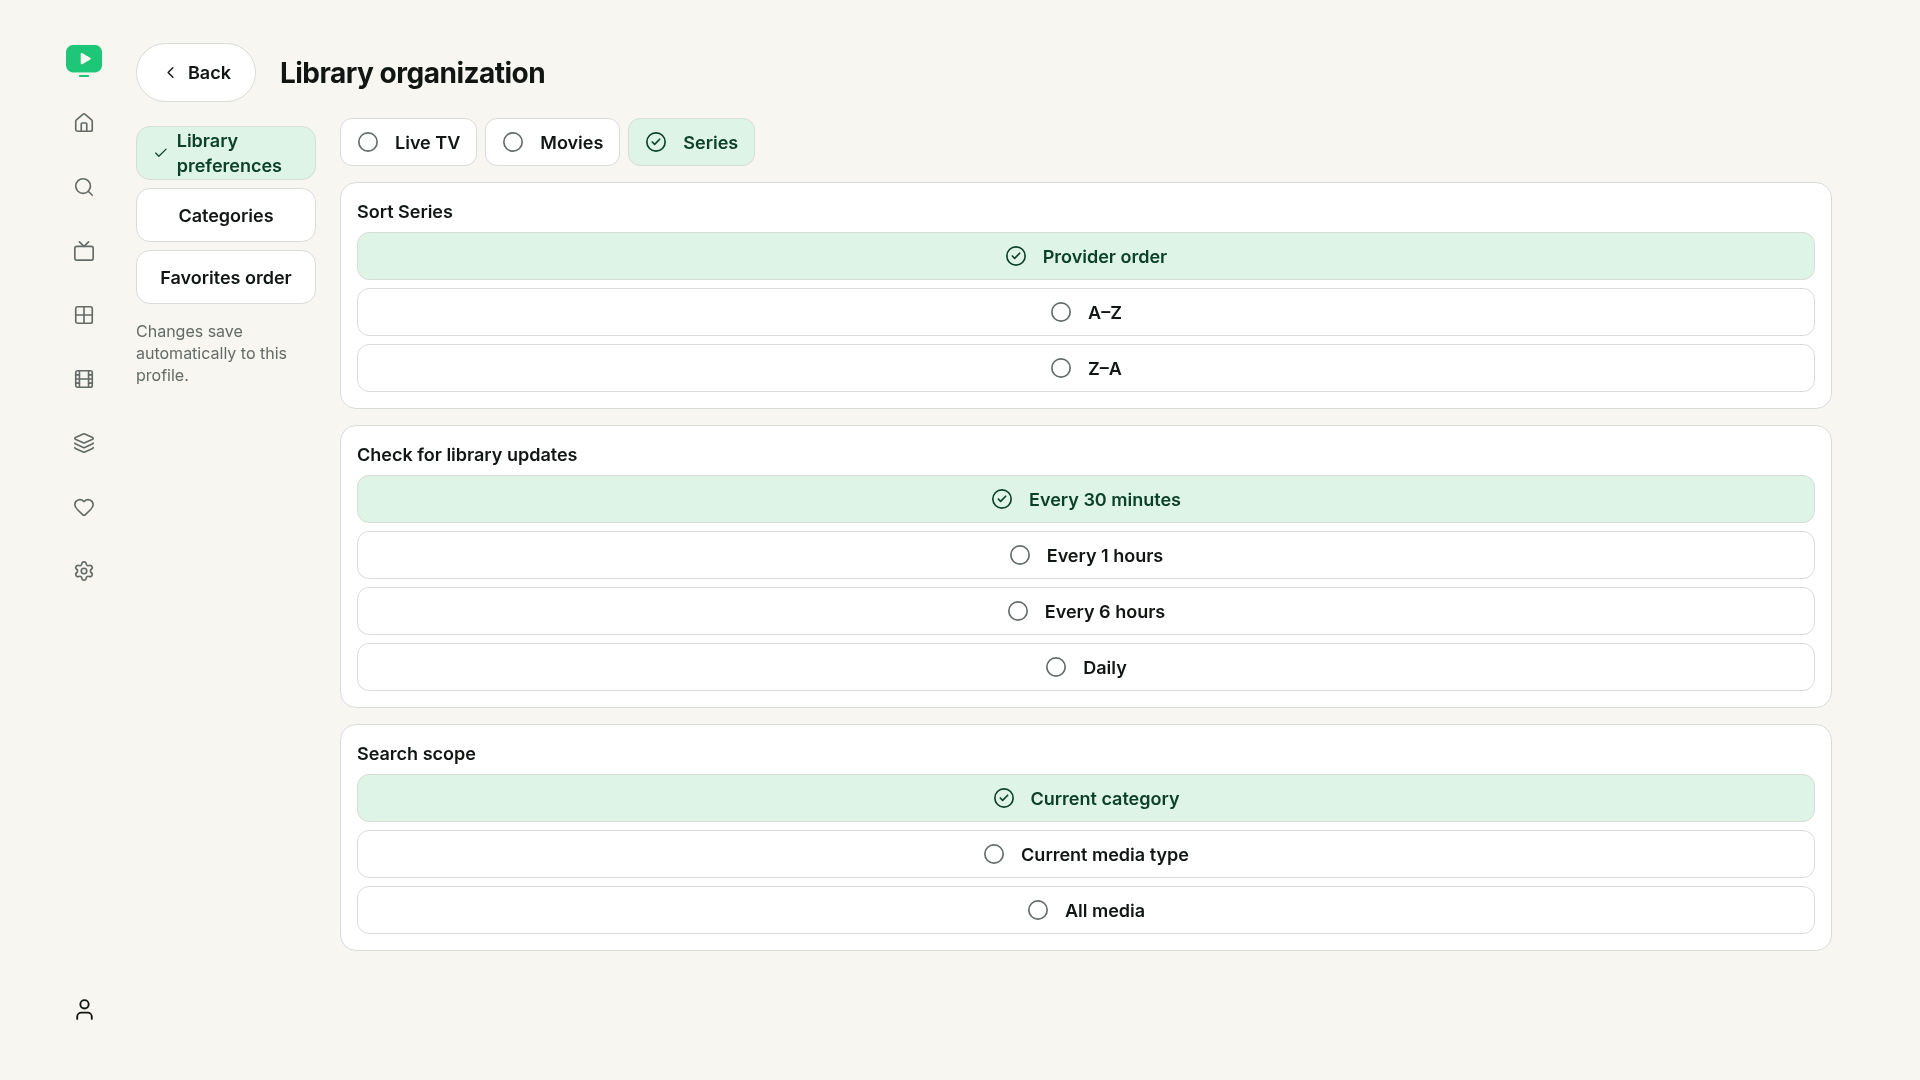 Back
Library organization
Library
preferences
Categories
Favorites order
Changes save
automatically to this
profile.
Live TV
Movies
Series
Sort Series
Provider order
A–Z
Z–A
Check for library updates
Every 30 minutes
Every 1 hours
Every 6 hours
Daily
Search scope
Current category
Current media type
All media